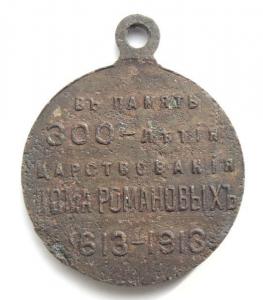 ВЪ ПАМЯТЬ
300-ЛѢТІЯ
ЦАРСТВОВАНІЯ
ДОМА РОМАНОВЫХЪ
1613-1913